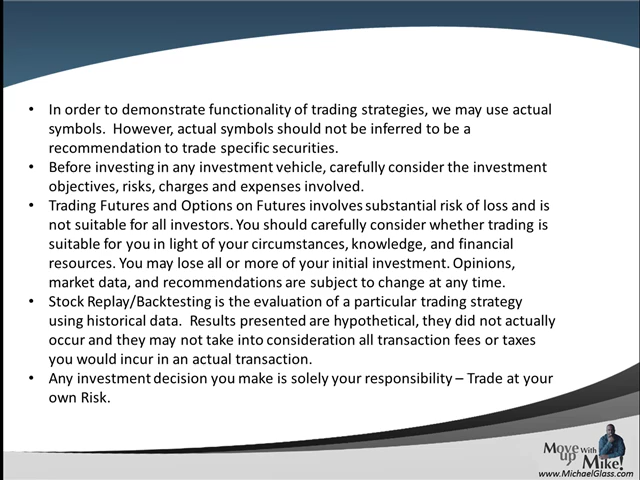 • In order to demonstrate functionality of trading strategies, we may use actual
symbols.  However, actual symbols should not be inferred to be a
recommendation to trade specific securities.
• Before investing in any investment vehicle, carefully consider the investment
objectives, risks, charges and expenses involved.
• Trading Futures and Options on Futures involves substantial risk of loss and is
not suitable for all investors. You should carefully consider whether trading is
suitable for you in light of your circumstances, knowledge, and financial
resources. You may lose all or more of your initial investment. Opinions,
market data, and recommendations are subject to change at any time.
• Stock Replay/Backtesting is the evaluation of a particular trading strategy
using historical data.  Results presented are hypothetical, they did not actually
occur and they may not take into consideration all transaction fees or taxes
you would incur in an actual transaction.
• Any investment decision you make is solely your responsibility – Trade at your
own Risk.
Move up With Mike!
www.MichaelGlass.com